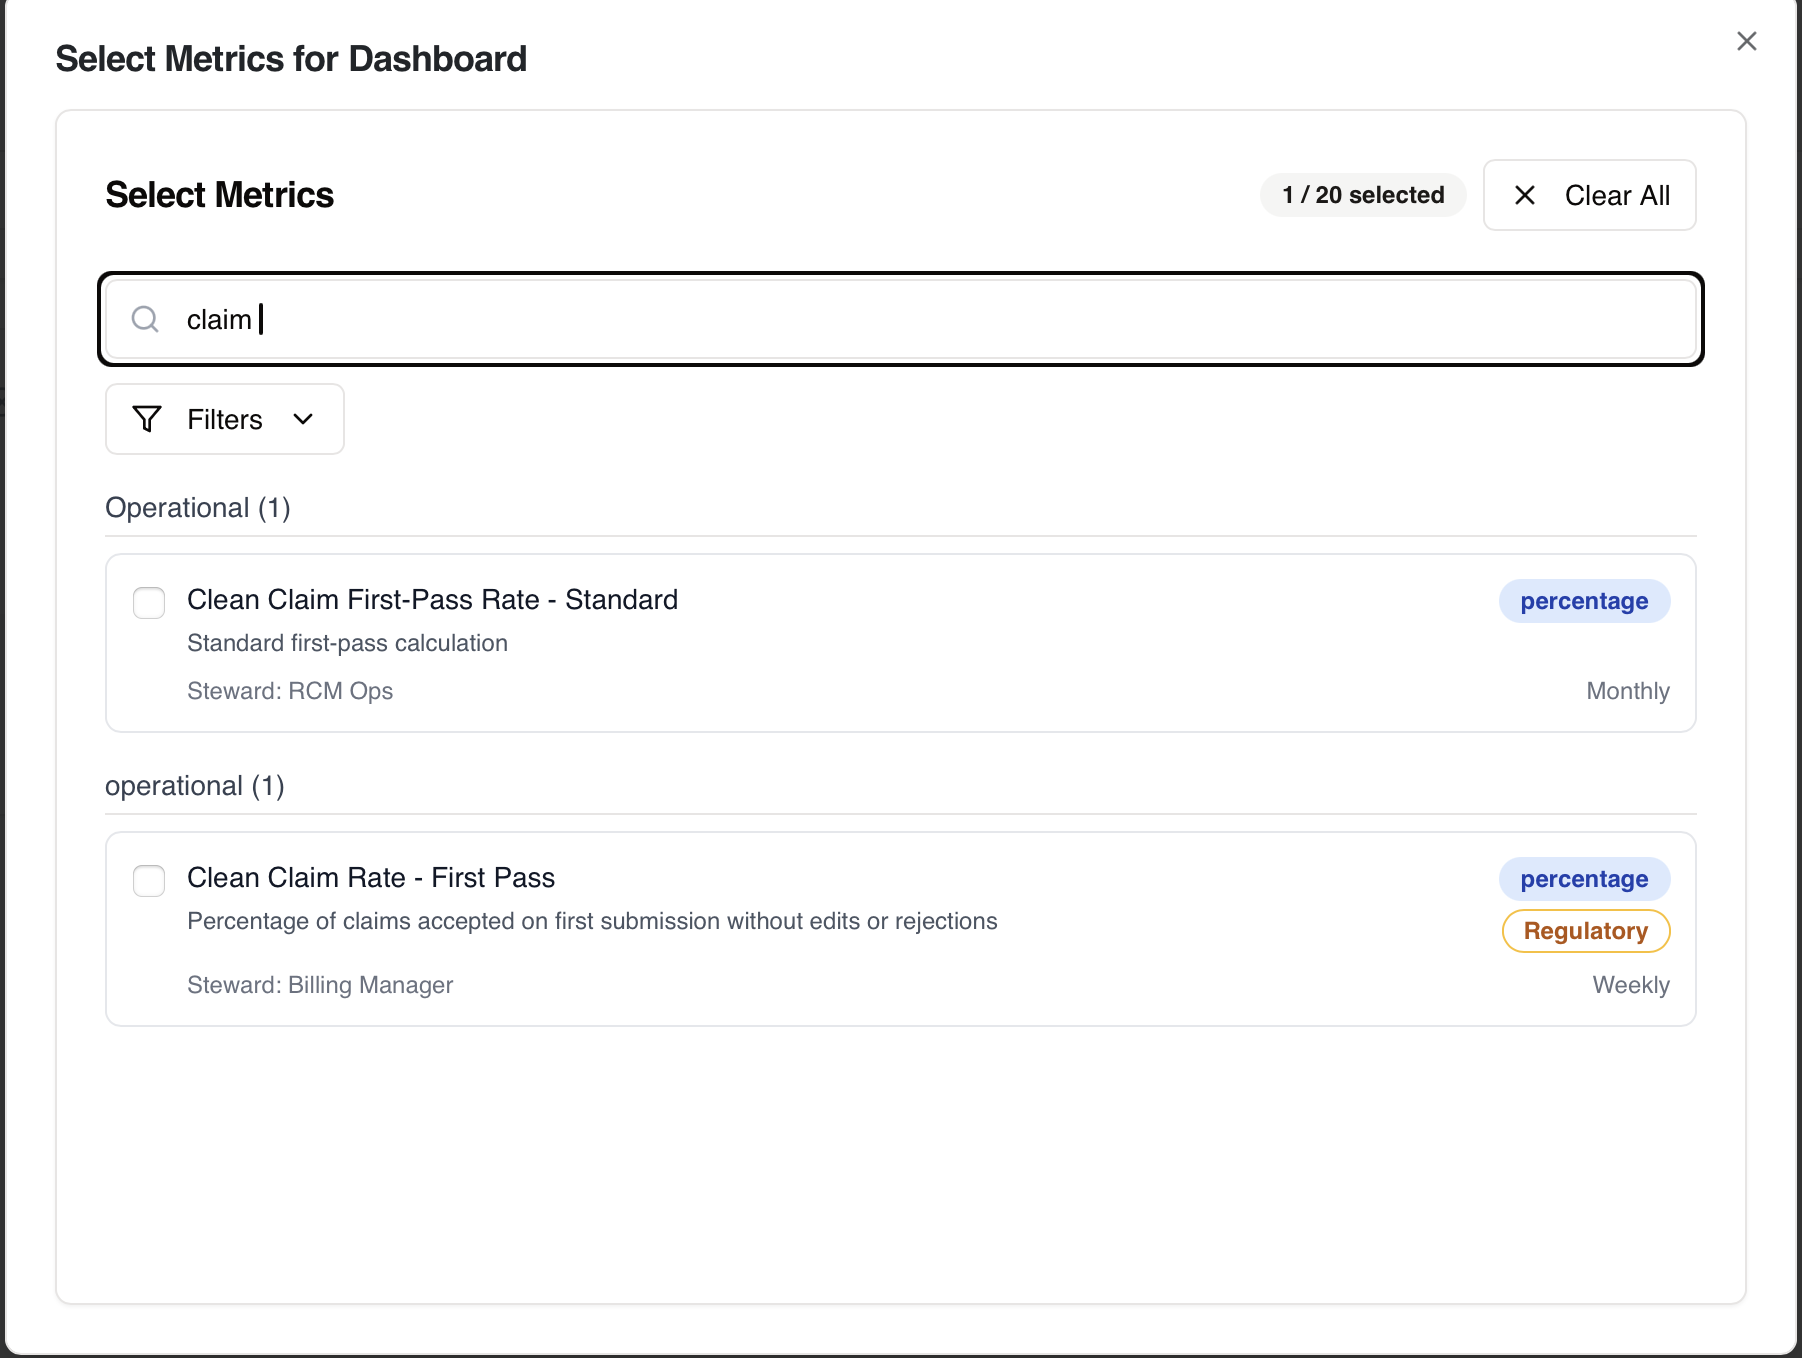 Select Metrics for Dashboard
Select Metrics
1 / 20 selected
Clear All
claim
Filters
Operational (1)
Clean Claim First-Pass Rate - Standard
percentage
Standard first-pass calculation
Steward: RCM Ops
Monthly
operational (1)
Clean Claim Rate - First Pass
percentage
Percentage of claims accepted on first submission without edits or rejections
Regulatory
Steward: Billing Manager
Weekly